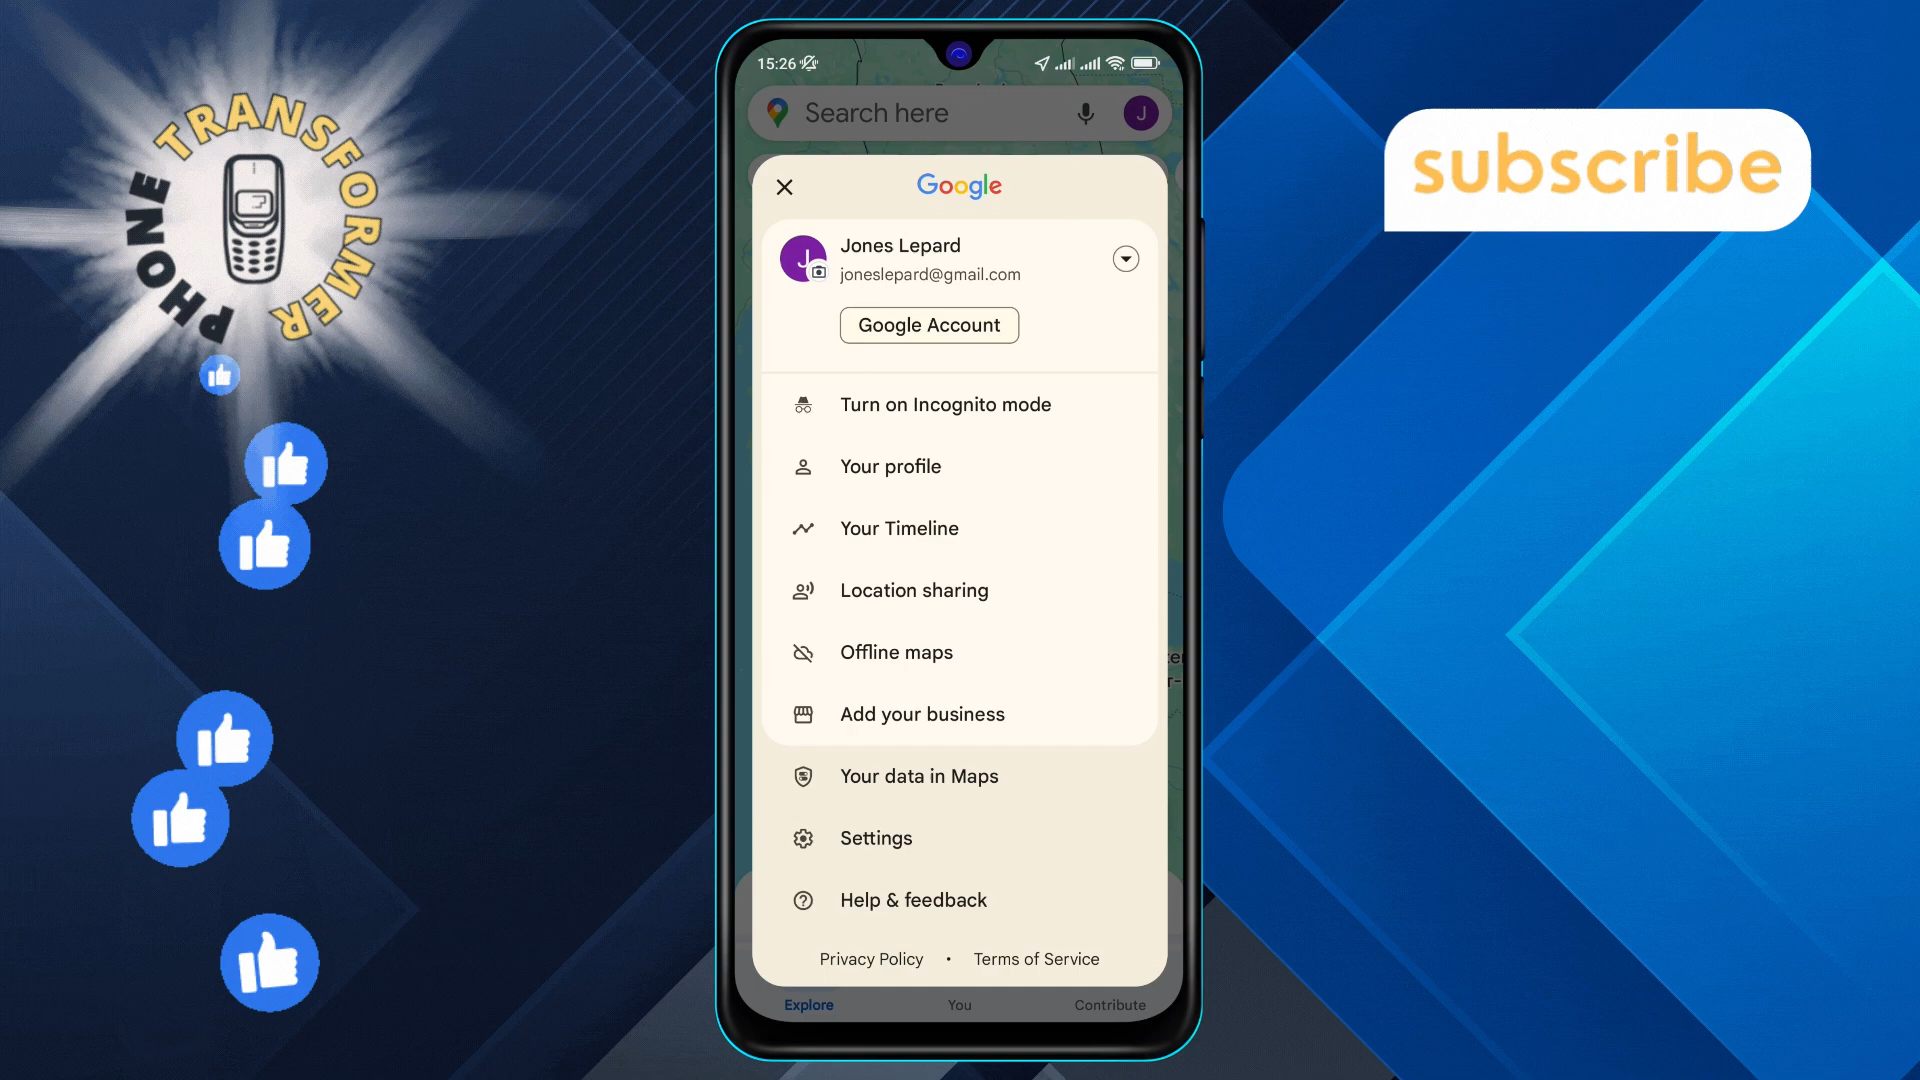 PHONE TRANSFORMER
subscribe
15:26
Search here
J
Google
J
Jones Lepard
joneslepard@gmail.com
Google Account
Turn on Incognito mode
Your profile
Your Timeline
Location sharing
Offline maps
Add your business
Your data in Maps
Settings
Help & feedback
Privacy Policy • Terms of Service
Explore You Contribute